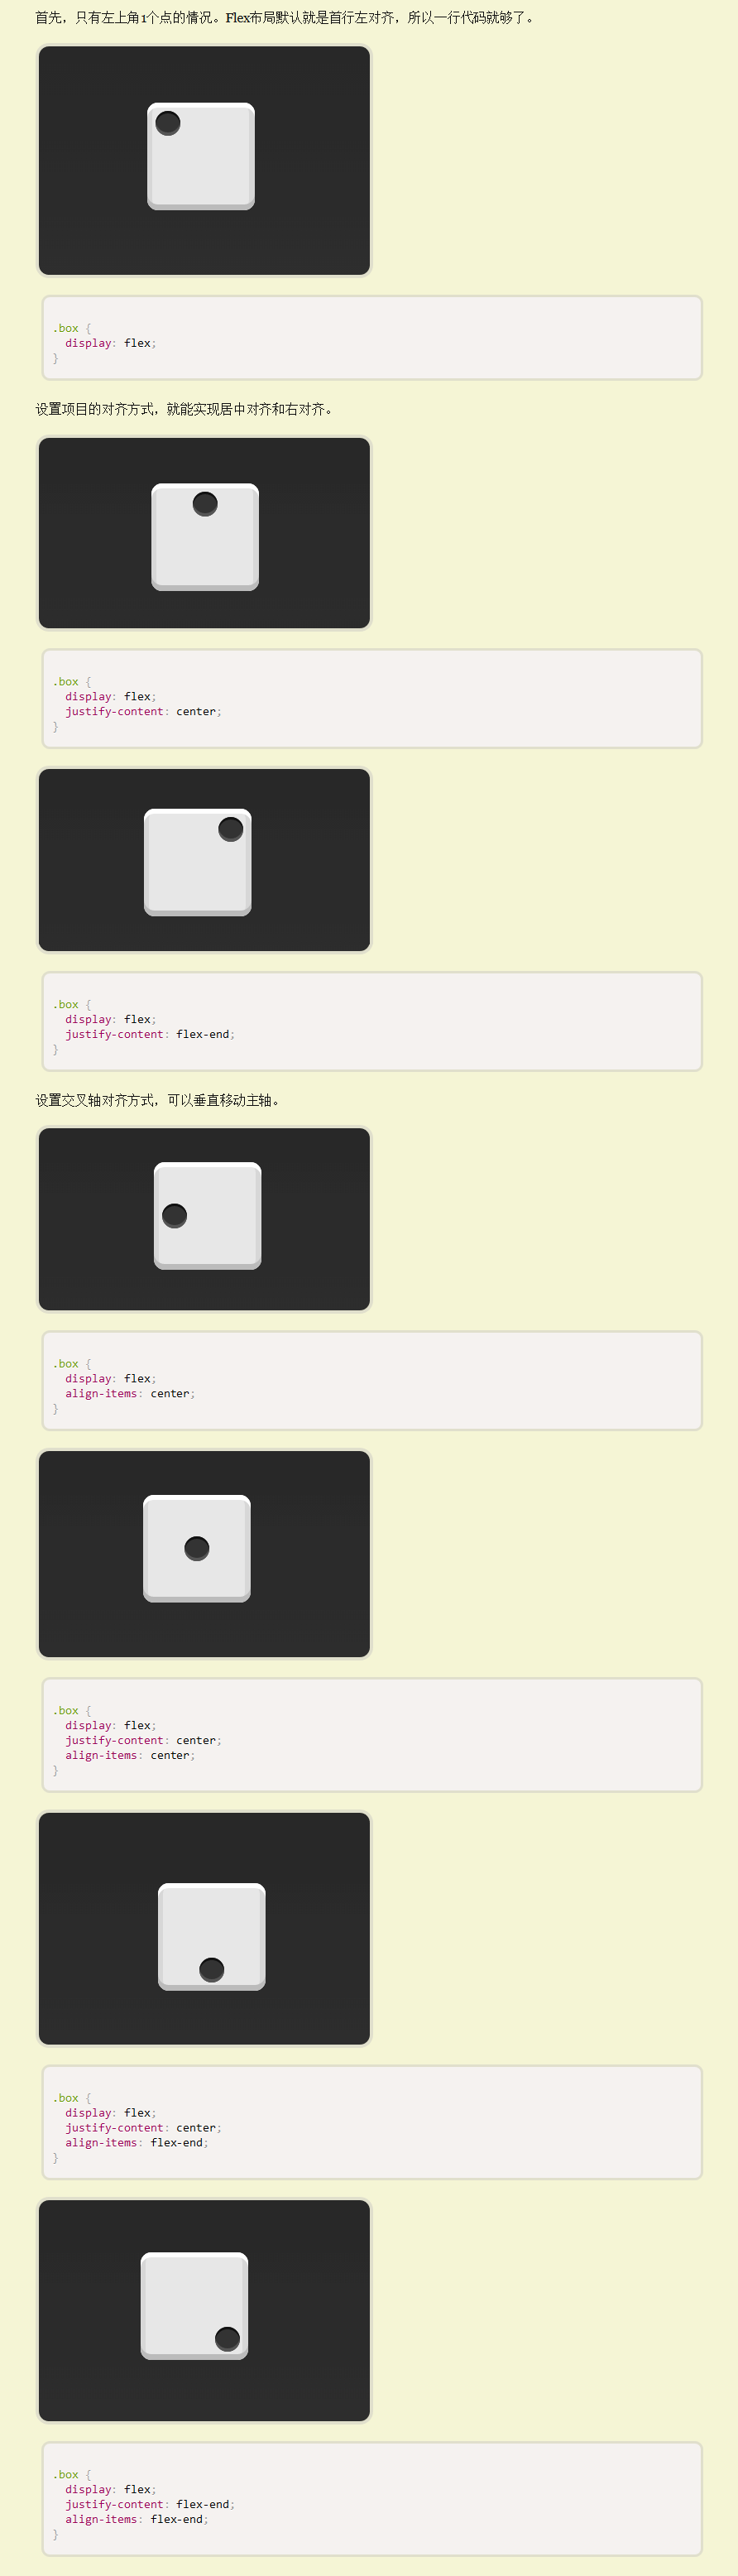 首先，只有左上角1个点的情况。Flex布局默认就是首行左对齐，所以一行代码就够了。
.box {
  display: flex;
}
设置项目的对齐方式，就能实现居中对齐和右对齐。
.box {
  display: flex;
  justify-content: center;
}
.box {
  display: flex;
  justify-content: flex-end;
}
设置交叉轴对齐方式，可以垂直移动主轴。
.box {
  display: flex;
  align-items: center;
}
.box {
  display: flex;
  justify-content: center;
  align-items: center;
}
.box {
  display: flex;
  justify-content: center;
  align-items: flex-end;
}
.box {
  display: flex;
  justify-content: flex-end;
  align-items: flex-end;
}